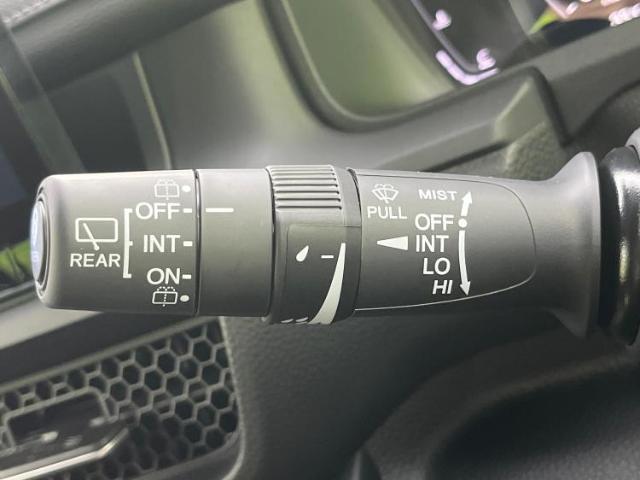 OFF
INT
ON
REAR
PULL
MIST
OFF
INT
LO
HI